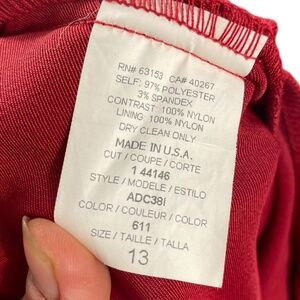 RN# 63153 CA# 40267
SELF: 97% POLYESTER
3% SPANDEX
CONTRAST: 100% NYLON
LINING: 100% NYLON
DRY CLEAN ONLY
MADE IN U.S.A.
CUT / COUPE / CORTE
1 44146
STYLE / MODELE / ESTILO
ADC38i
COLOR / COULEUR / COLOR
611
SIZE / TAILLE / TALLA
13